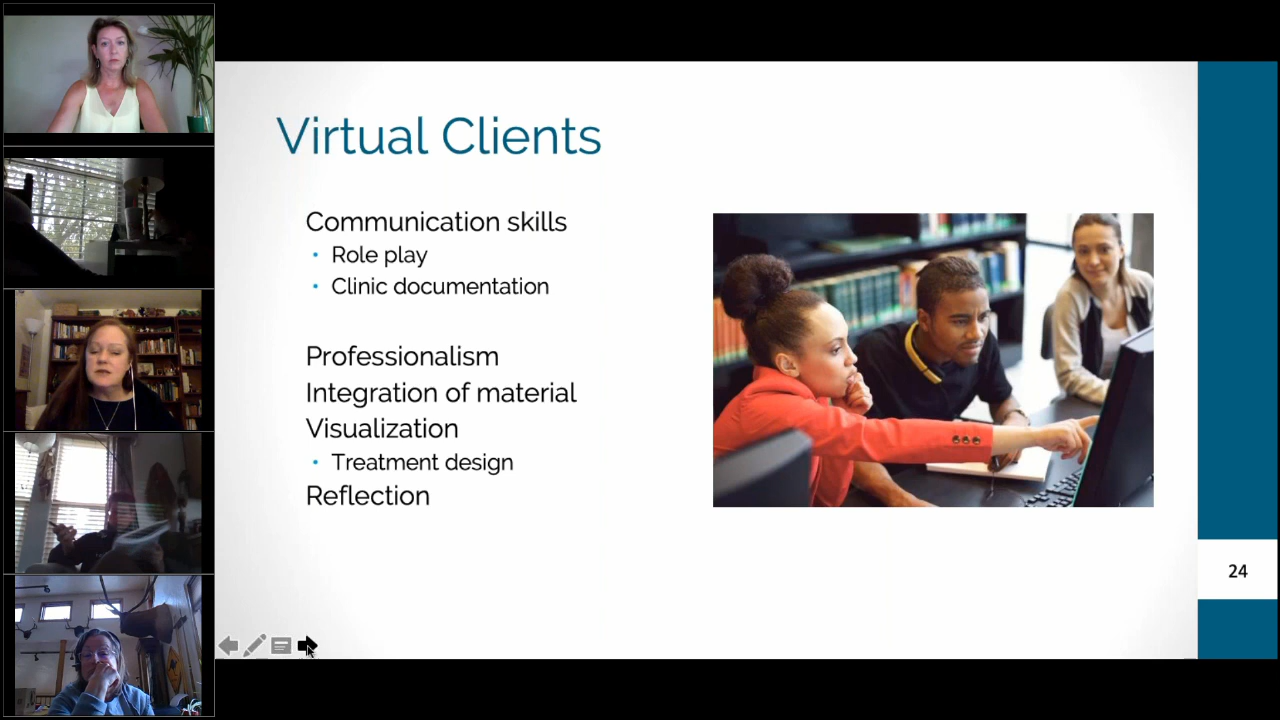 Virtual Clients
Communication skills
• Role play
• Clinic documentation
Professionalism
Integration of material
Visualization
• Treatment design
Reflection
24